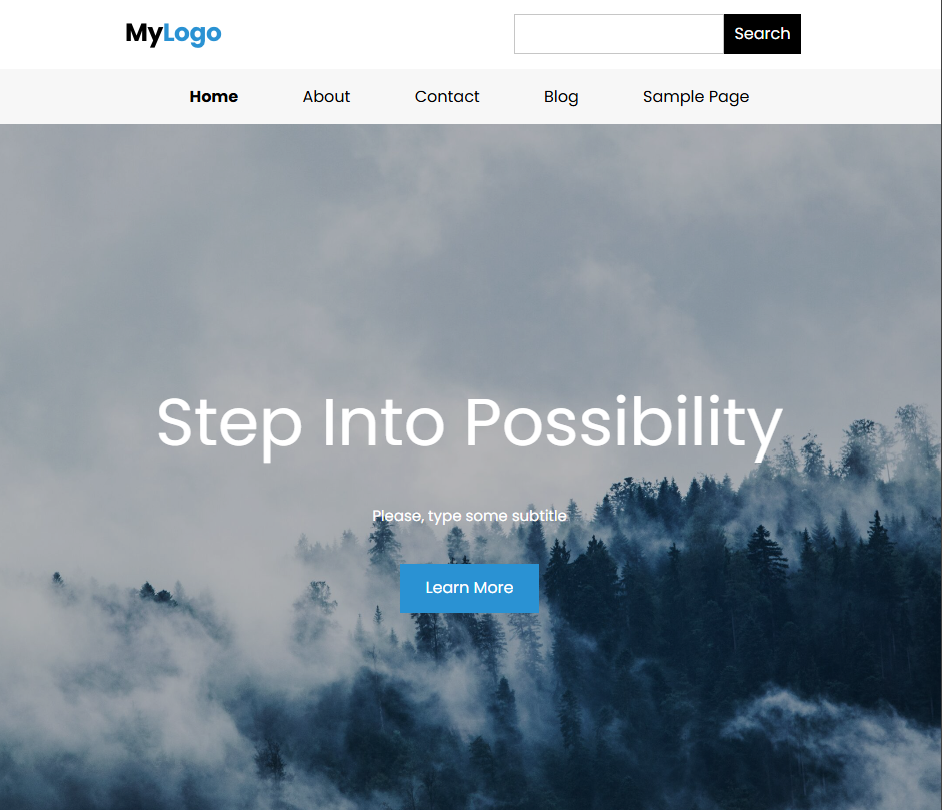 MyLogo
Search
Home About Contact Blog Sample Page
Step Into Possibility
Please, type some subtitle
Learn More